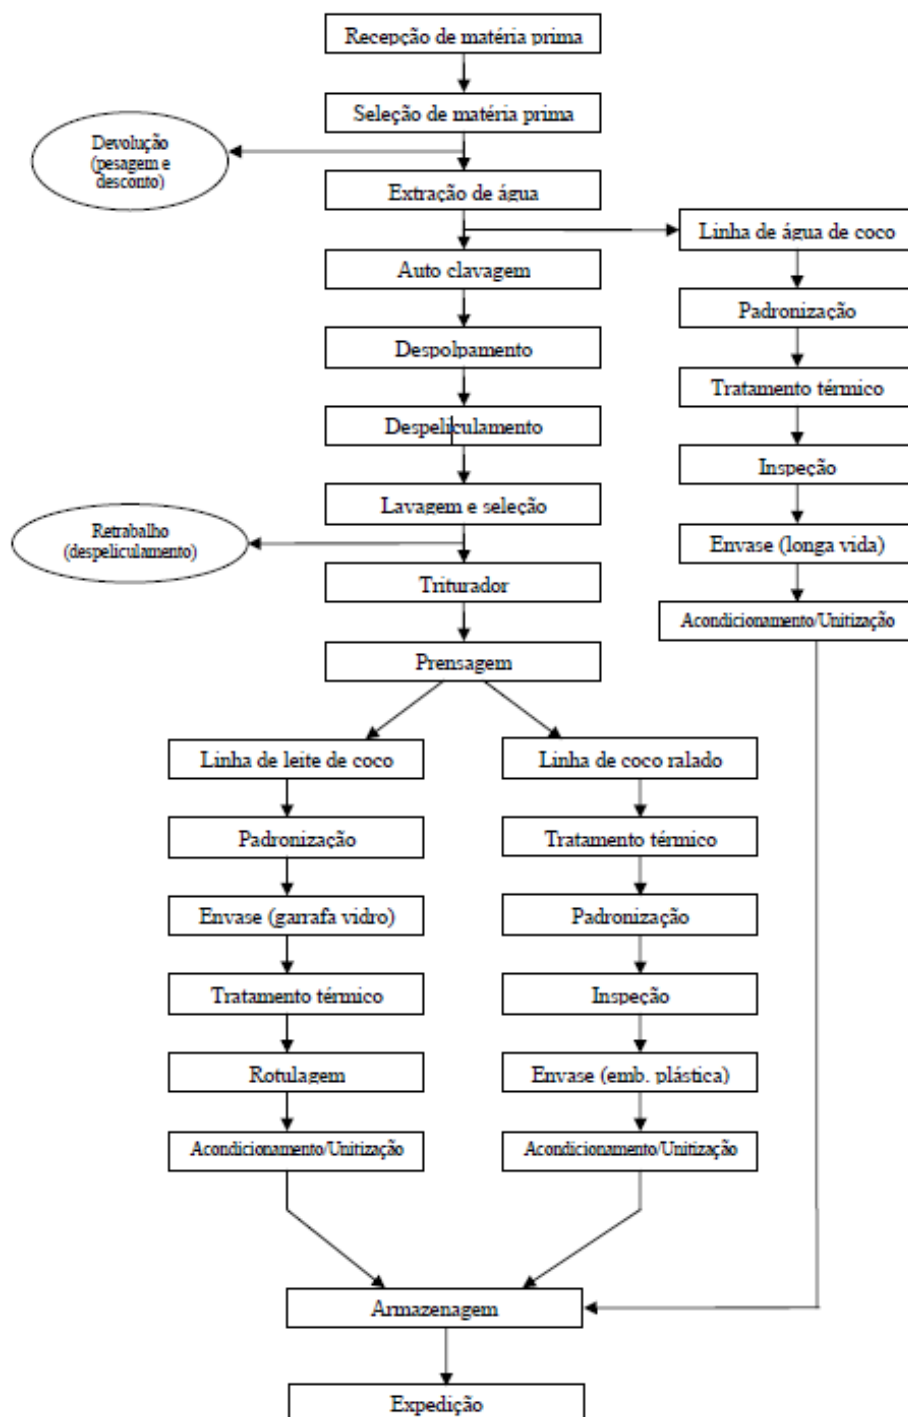 Recepção de matéria prima
Seleção de matéria prima
Devolução
(pesagem e
desconto)
Extração de água
Linha de água de coco
Auto clavagem
Padronização
Despolpamento
Tratamento térmico
Despeliculamento
Inspeção
Lavagem e seleção
Retrabalho
(despeliculamento)
Envase (longa vida)
Triturador
Acondicionamento/Unitização
Prensagem
Linha de leite de coco
Linha de coco ralado
Padronização
Tratamento térmico
Envase (garrafa vidro)
Padronização
Tratamento térmico
Inspeção
Rotulagem
Envase (emb. plástica)
Acondicionamento/Unitização
Acondicionamento/Unitização
Armazenagem
Expedição